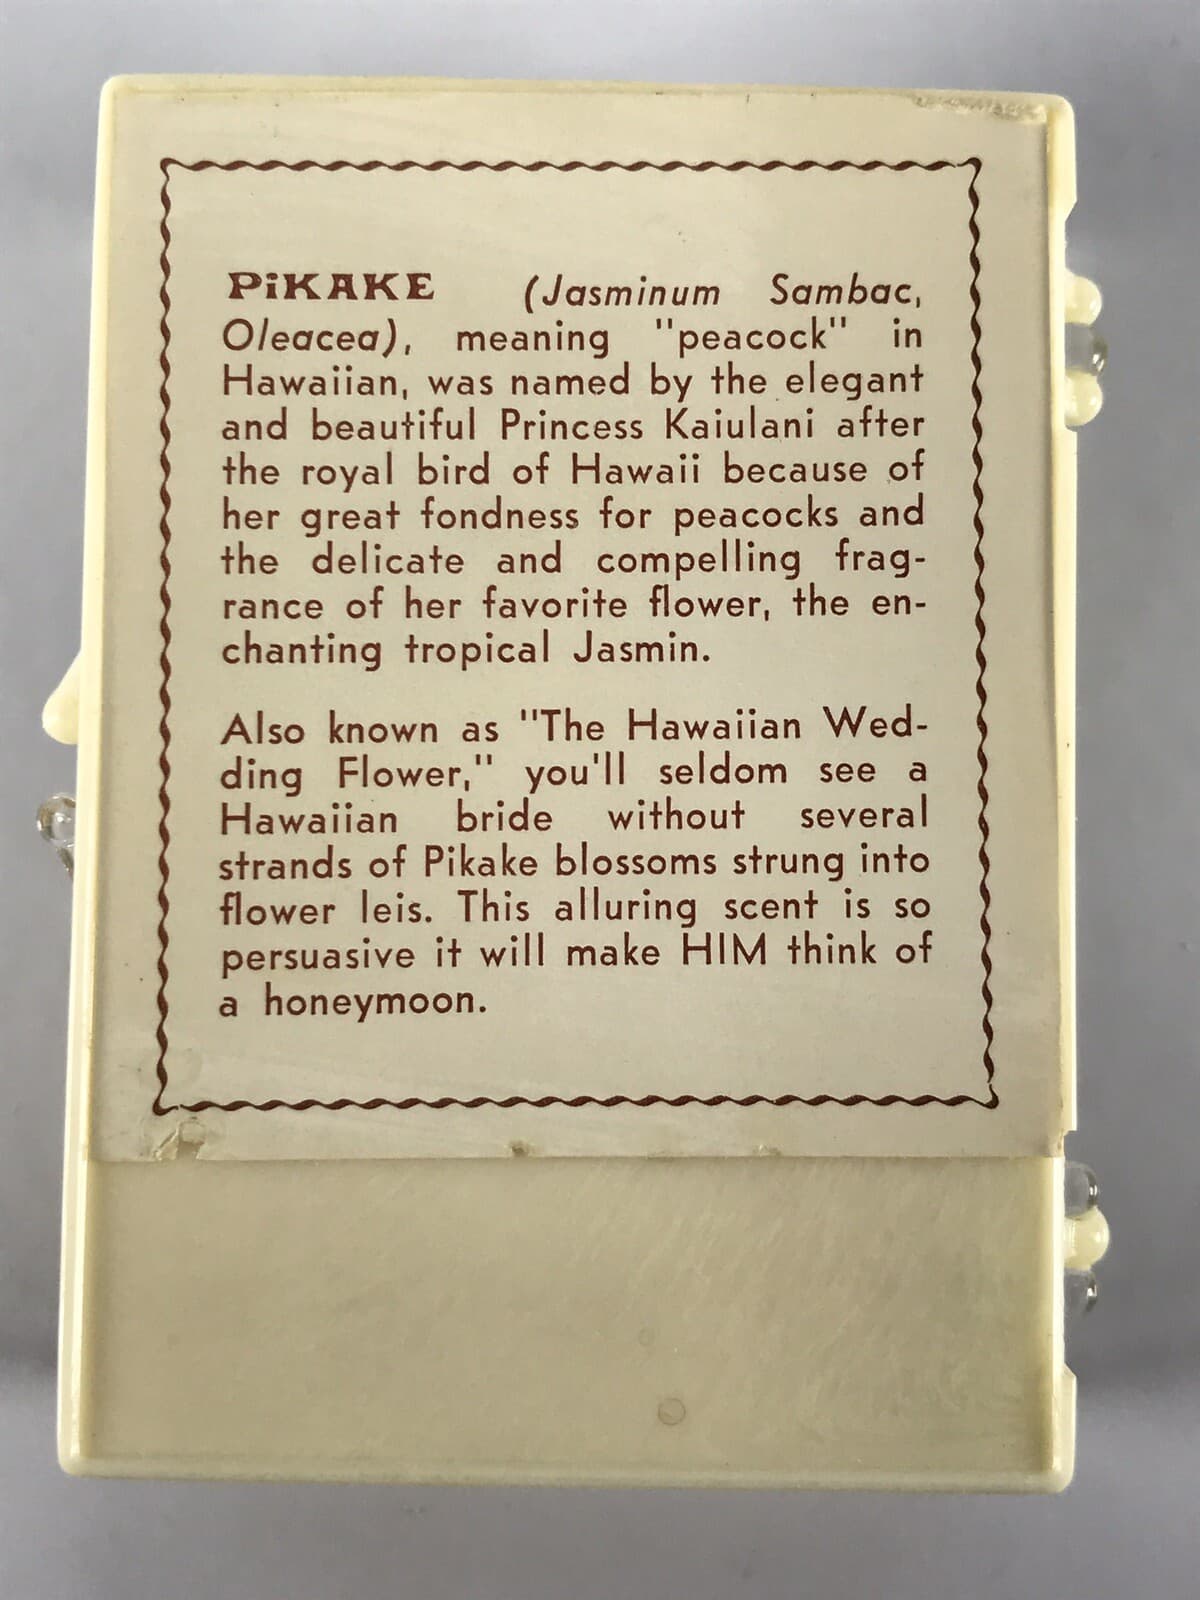 PiKAKE (Jasminum Sambac,
Oleacea), meaning "peacock" in
Hawaiian, was named by the elegant
and beautiful Princess Kaiulani after
the royal bird of Hawaii because of
her great fondness for peacocks and
the delicate and compelling frag-
rance of her favorite flower, the en-
chanting tropical Jasmin.
Also known as "The Hawaiian Wed-
ding Flower," you'll seldom see a
Hawaiian bride without several
strands of Pikake blossoms strung into
flower leis. This alluring scent is so
persuasive it will make HIM think of
a honeymoon.